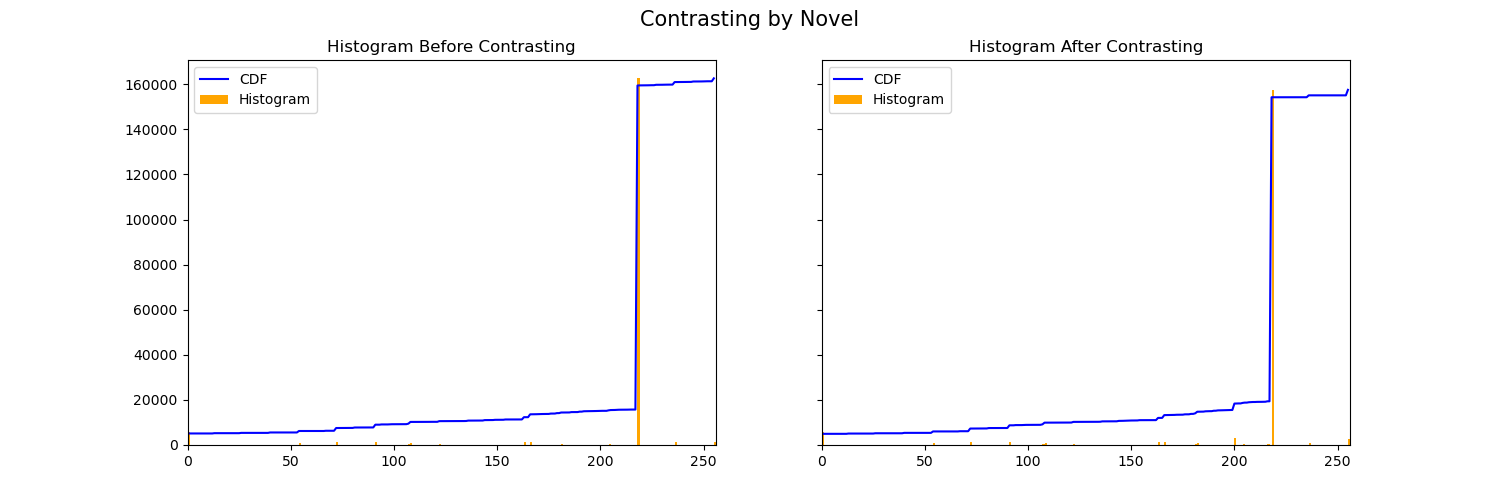 Contrasting by Novel
Histogram Before Contrasting
CDF
Histogram
160000
140000
120000
100000
80000
60000
40000
20000
0
0 50 100 150 200 250
Histogram After Contrasting
CDF
Histogram
0 50 100 150 200 250